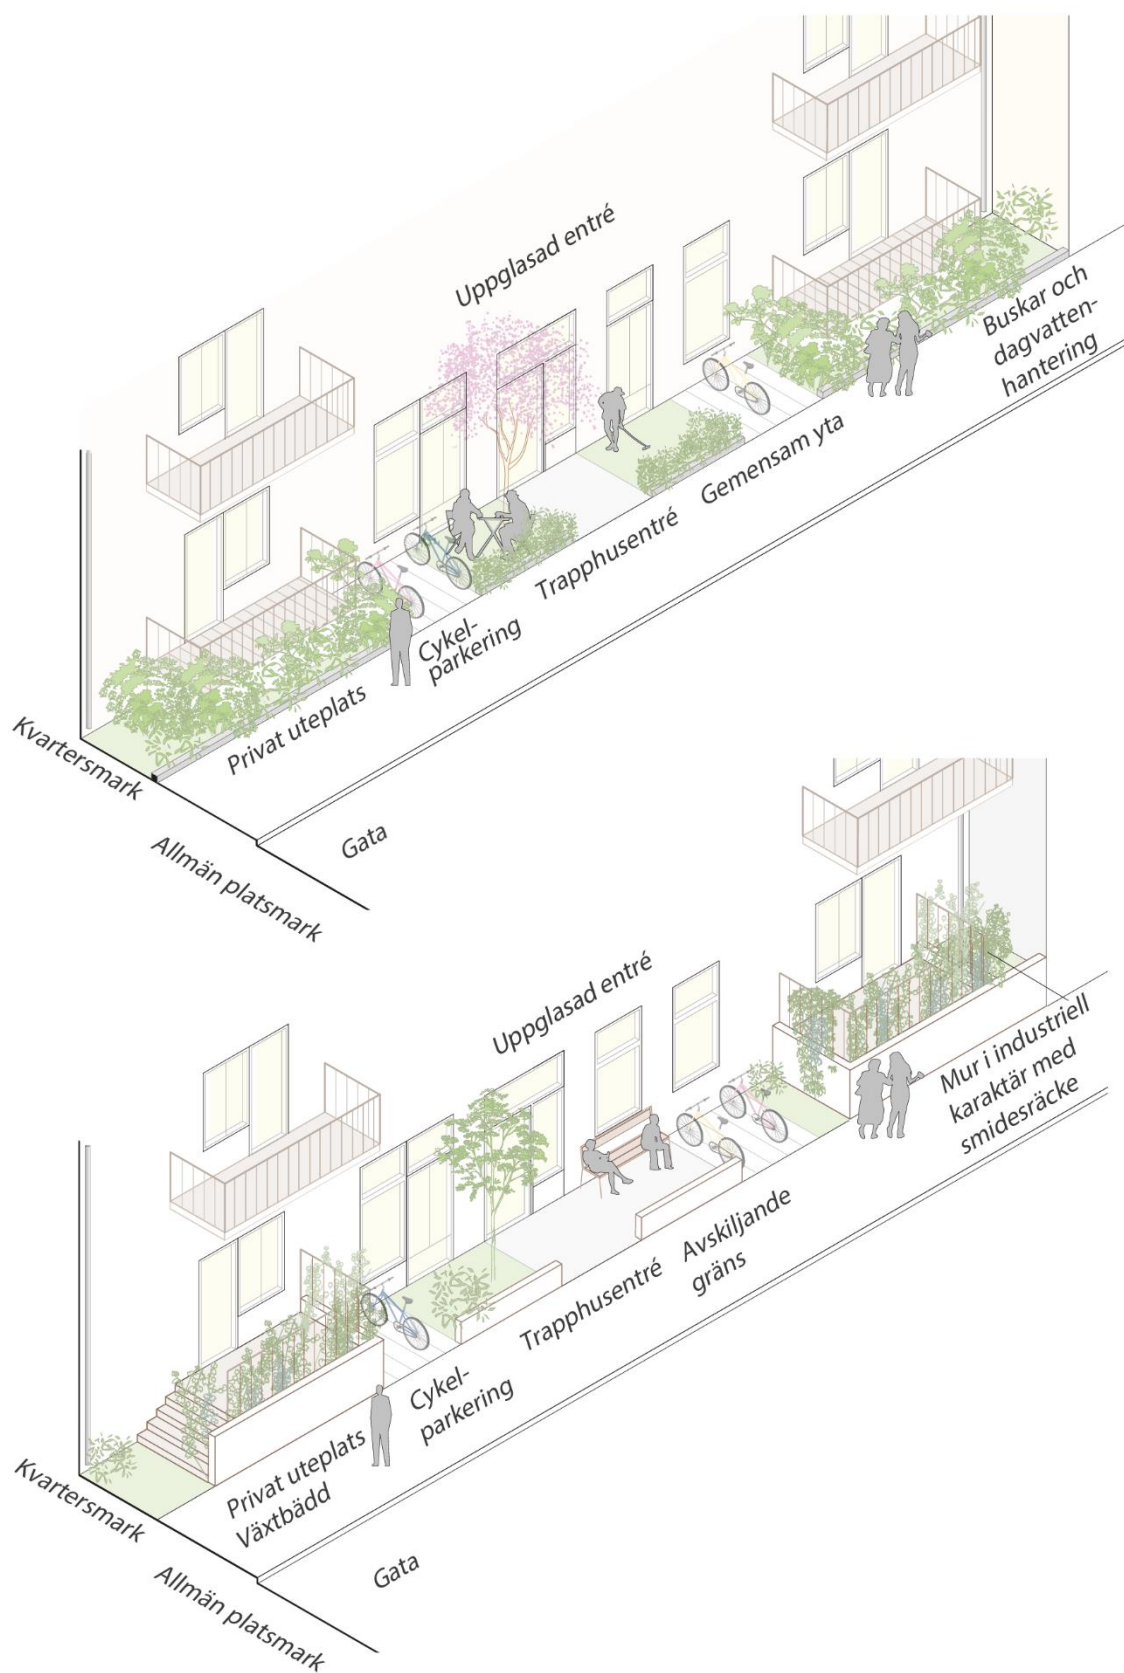 Uppglasad entré
Buskar och
dagvatten-
hantering
Gemensam yta
Trapphusentré
Cykel-
parkering
Privat uteplats
Kvartersmark
Allmän platsmark
Gata
Uppglasad entré
Mur i industriell
karaktär med
smidesräcke
Avskiljande
gräns
Trapphusentré
Cykel-
parkering
Privat uteplats
Växtbädd
Kvartersmark
Allmän platsmark
Gata